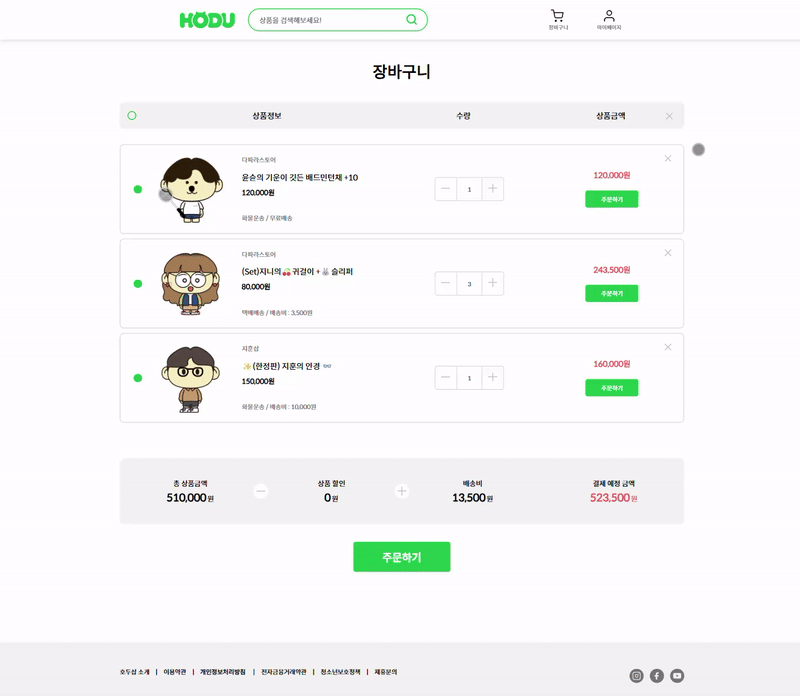 HODU
상품을 검색해보세요!
장바구니
마이페이지
장바구니
상품정보 수량 상품금액
다파라스토어
윤슨의 기운이 깃든 배드민턴채 +10
120,000원
화물운송 / 무료배송
1
120,000원
주문하기
다파라스토어
(Set)지니의🍒귀걸이 + 🐰 슬리퍼
80,000원
택배배송 / 배송비 : 3,500원
3
243,500원
주문하기
지훈샵
✨(한정판) 지훈의 안경 👓
150,000원
화물운송 / 배송비 : 10,000원
1
160,000원
주문하기
총 상품금액 상품 할인 배송비 결제 예정 금액
510,000원 0원 13,500원 523,500원
주문하기
호두샵 소개 | 이용약관 | 개인정보처리방침 | 전자금융거래약관 | 청소년보호정책 | 제휴문의